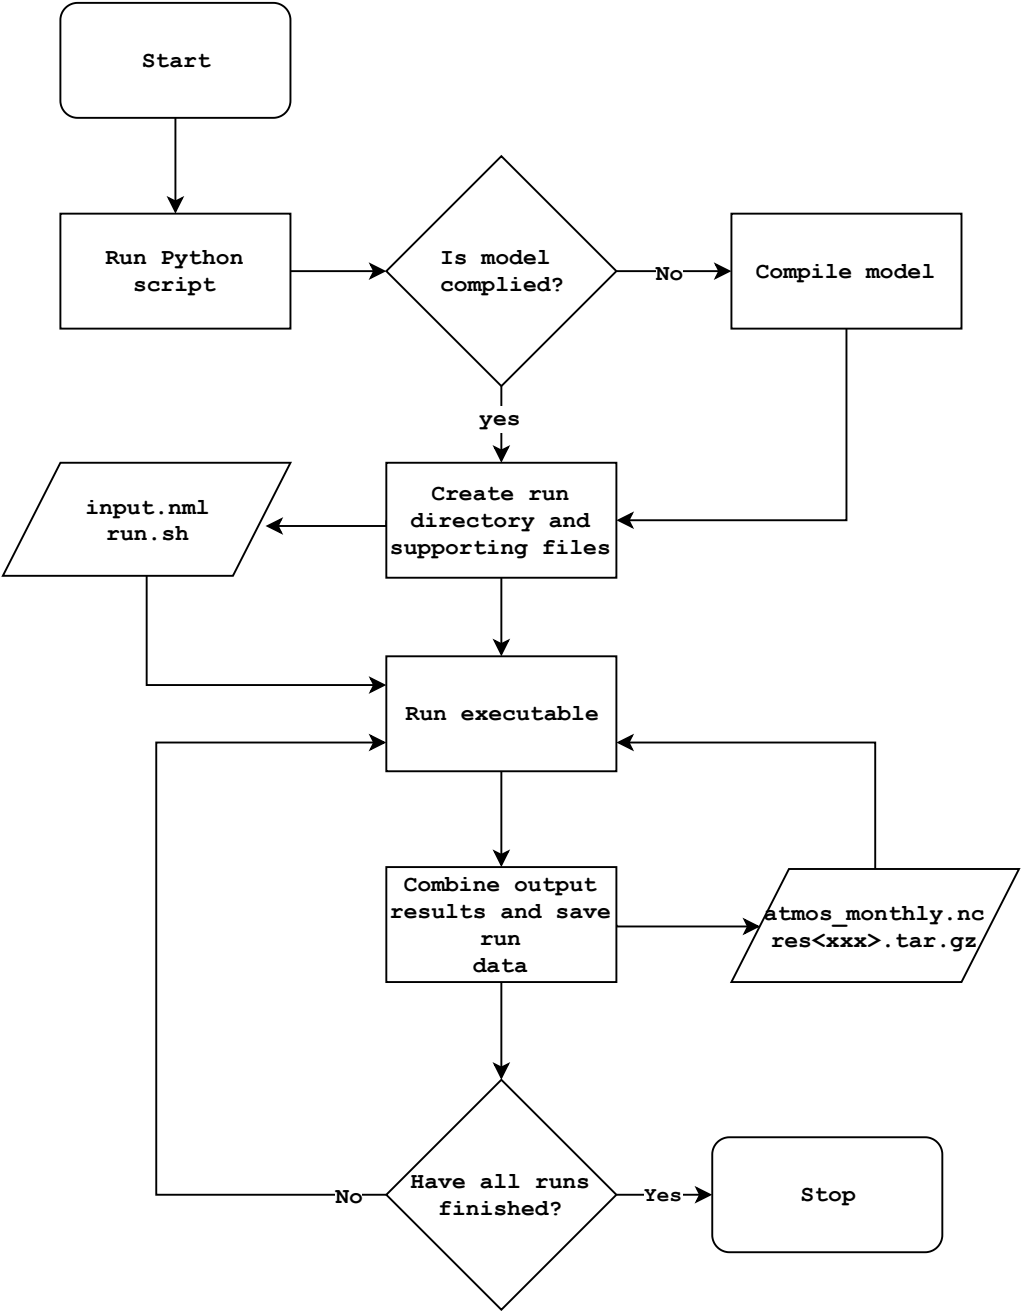 Start
Run Python
script
Is model
complied?
No
Compile model
yes
input.nml
run.sh
Create run
directory and
supporting files
Run executable
Combine output
results and save
run
data
atmos_monthly.nc
res<xxx>.tar.gz
Have all runs
finished?
No
Yes
Stop